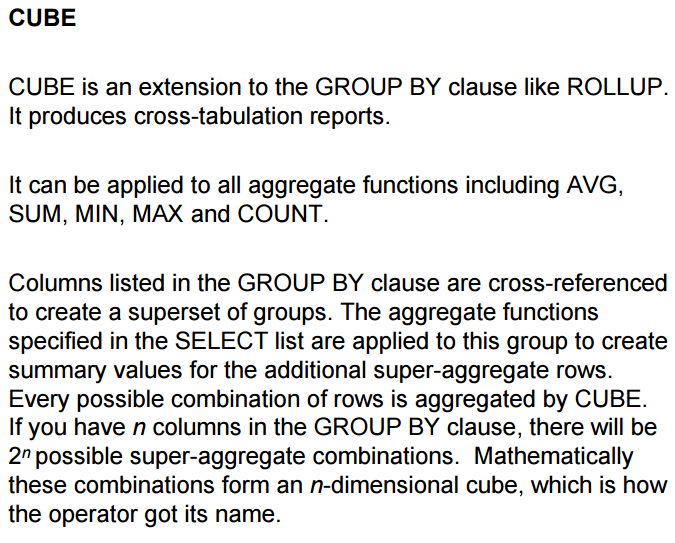 CUBE
CUBE is an extension to the GROUP BY clause like ROLLUP.
It produces cross-tabulation reports.
It can be applied to all aggregate functions including AVG,
SUM, MIN, MAX and COUNT.
Columns listed in the GROUP BY clause are cross-referenced
to create a superset of groups. The aggregate functions
specified in the SELECT list are applied to this group to create
summary values for the additional super-aggregate rows.
Every possible combination of rows is aggregated by CUBE.
If you have n columns in the GROUP BY clause, there will be
2ⁿ possible super-aggregate combinations. Mathematically
these combinations form an n-dimensional cube, which is how
the operator got its name.